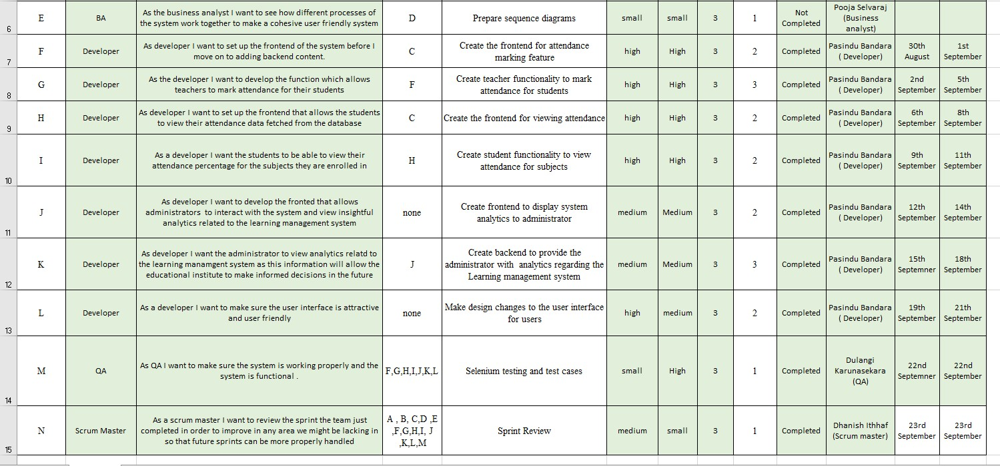 6 E BA As the business analyst I want to see how different processes of the system work together to make a cohesive user friendly system D Prepare sequence diagrams small small 3 1 Not Completed Pooja Selvaraj (Business analyst)
7 F Developer As developer I want to set up the frontend of the system before I move on to adding backend content. C Create the frontend for attendance marking feature high High 3 2 Completed Pasindu Bandara ( Developer) 30th August 1st September
8 G Developer As the developer I want to develop the function which allows teachers to mark attendance for their students F Create teacher functionality to mark attendance for students high High 3 3 Completed Pasindu Bandara ( Developer) 2nd September 5th September
9 H Developer As developer I want to set up the frontend that allows the students to view their attendance data fetched from the database C Create the frontend for viewing attendance high High 3 2 Completed Pasindu Bandara ( Developer) 6th September 8th September
10 I Developer As a developer I want the students to be able to view their attendance percentage for the subjects they are enrolled in H Create student functionality to view attendance for subjects high High 3 2 Completed Pasindu Bandara ( Developer) 9th September 11th September
11 J Developer As developer I want to develop the fronted that allows administrators to interact with the system and view insightful analytics related to the learning management system none Create frontend to display system analytics to administrator medium Medium 3 2 Completed Pasindu Bandara ( Developer) 12th September 14th September
12 K Developer As developer I want the administrator to view analytics relatd to the learning manamgent system as this information will allow the educational institute to make informed decisions in the future J Create backend to provide the administrator with analytics regarding the Learning management system medium Medium 3 3 Completed Pasindu Bandara ( Developer) 15th Septemner 18th September
13 L Developer As a developer I want to make sure the user interface is attractive and user friendly none Make design changes to the user interface for users high medium 3 2 Completed Pasindu Bandara ( Developer) 19th September 21th September
14 M QA As QA I want to make sure the system is working properly and the system is functional . F,G,H,I,J,K,L Selenium testing and test cases small High 3 1 Completed Dulangi Karunasekara (QA) 22nd Septemner 22nd September
15 N Scrum Master As a scrum master I want to review the sprint the team just completed in order to improve in any area we might be lacking in so that future sprints can be more properly handled A , B, C,D ,E ,F,G,H,I, J ,K,L,M Sprint Review medium small 3 1 Completed Dhanish Iththaf (Scrum master) 23rd September 23rd September